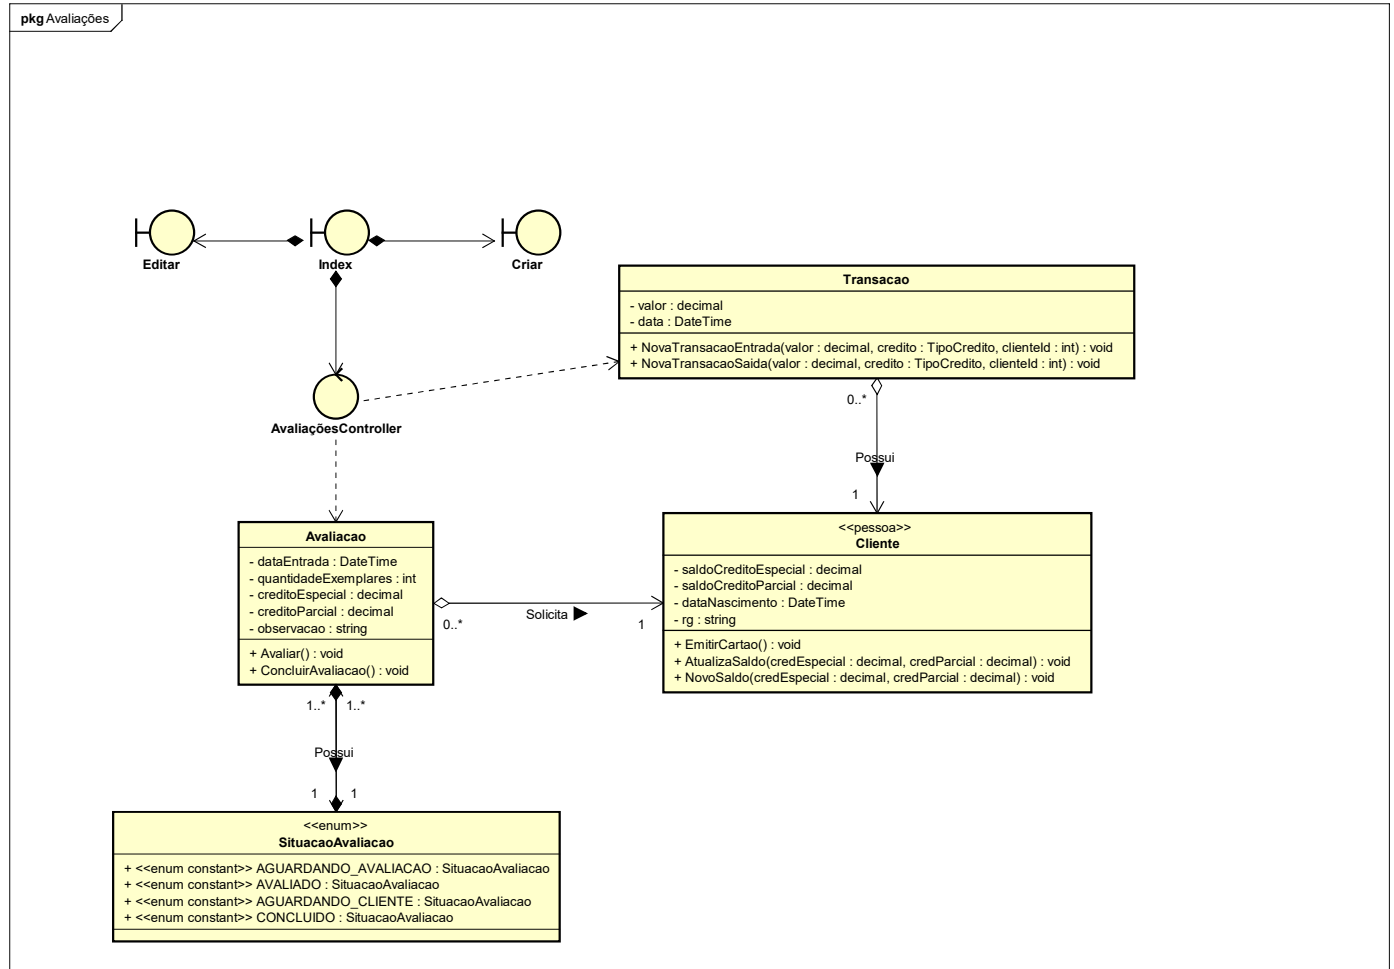 pkg Avaliações
Editar
Index
Criar
Transacao
- valor : decimal
- data : DateTime
+ NovaTransacaoEntrada(valor : decimal, credito : TipoCredito, clienteId : int) : void
+ NovaTransacaoSaida(valor : decimal, credito : TipoCredito, clienteId : int) : void
AvaliaçõesController
0..*
Possui
1
Avaliacao
- dataEntrada : DateTime
- quantidadeExemplares : int
- creditoEspecial : decimal
- creditoParcial : decimal
- observacao : string
+ Avaliar() : void
+ ConcluirAvaliacao() : void
0..*
Solicita
1
<<pessoa>>
Cliente
- saldoCreditoEspecial : decimal
- saldoCreditoParcial : decimal
- dataNascimento : DateTime
- rg : string
+ EmitirCartao() : void
+ AtualizaSaldo(credEspecial : decimal, credParcial : decimal) : void
+ NovoSaldo(credEspecial : decimal, credParcial : decimal) : void
1..* 1..*
Possui
1 1
<<enum>>
SituacaoAvaliacao
+ <<enum constant>> AGUARDANDO_AVALIACAO : SituacaoAvaliacao
+ <<enum constant>> AVALIADO : SituacaoAvaliacao
+ <<enum constant>> AGUARDANDO_CLIENTE : SituacaoAvaliacao
+ <<enum constant>> CONCLUIDO : SituacaoAvaliacao